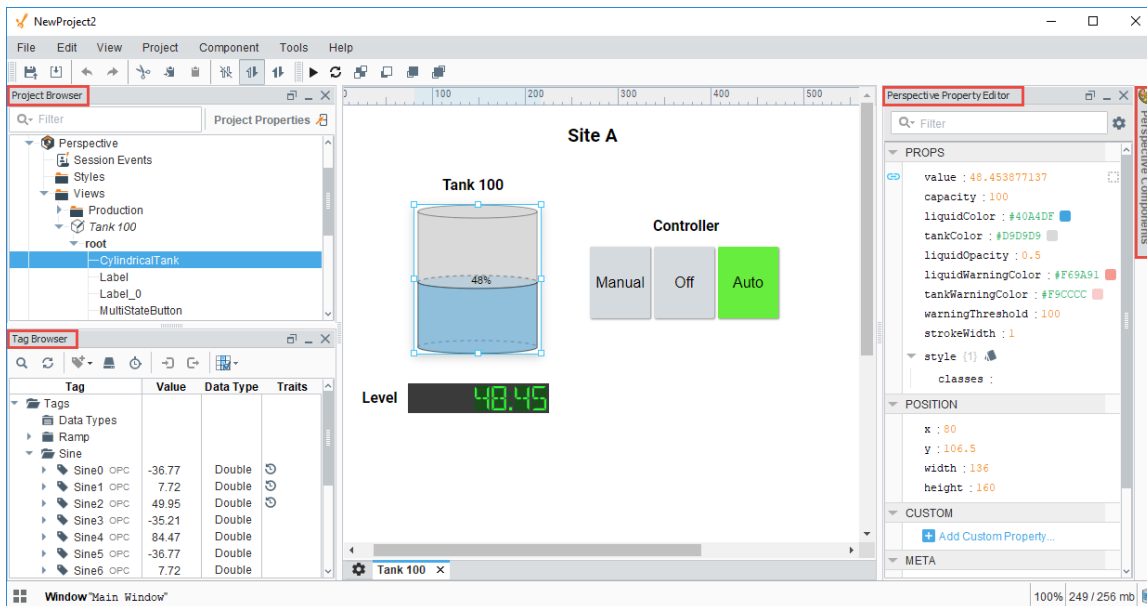 NewProject2
File Edit View Project Component Tools Help
Project Browser
Filter
Project Properties
Perspective
Session Events
Styles
Views
Production
Tank 100
root
CylindricalTank
Label
Label_0
MultiStateButton
Tag Browser
Tag Value Data Type Traits
Tags
Data Types
Ramp
Sine
Sine0 OPC -36.77 Double
Sine1 OPC 7.72 Double
Sine2 OPC 49.95 Double
Sine3 OPC -35.21 Double
Sine4 OPC 84.47 Double
Sine5 OPC -36.77 Double
Sine6 OPC 7.72 Double
100 200 300 400 500
Site A
Tank 100
48%
Controller
Manual Off Auto
Level 48.45
Tank 100
Perspective Property Editor
Filter
PROPS
value : 48.453877137
capacity : 100
liquidColor : #40A4DF
tankColor : #D9D9D9
liquidOpacity : 0.5
liquidWarningColor : #F69A91
tankWarningColor : #F9CCCC
warningThreshold : 100
strokeWidth : 1
style {1}
classes :
POSITION
x : 80
y : 106.5
width : 136
height : 160
CUSTOM
Add Custom Property...
META
Perspective Components
Window "Main Window"
100% 249 / 256 mb